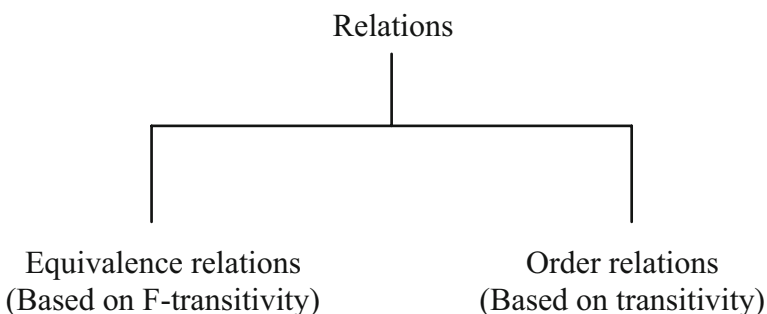 Relations
Equivalence relations
(Based on F-transitivity)
Order relations
(Based on transitivity)